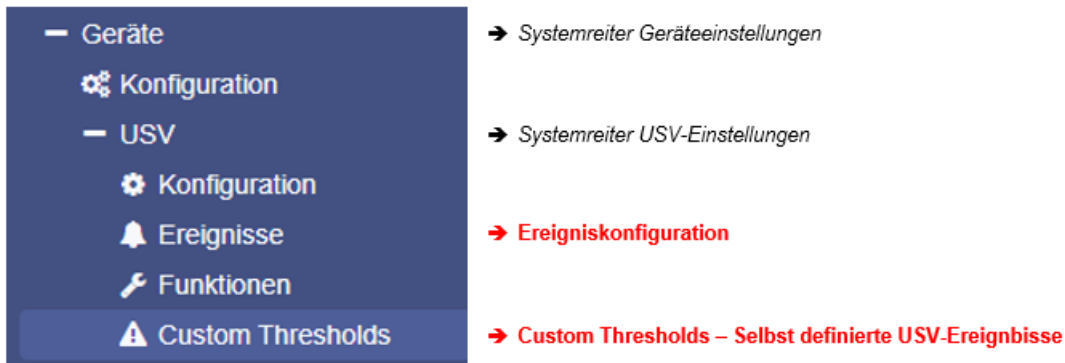 Geräte ➔ Systemreiter Geräteeinstellungen
Konfiguration
USV ➔ Systemreiter USV-Einstellungen
Konfiguration
Ereignisse ➔ Ereigniskonfiguration
Funktionen
Custom Thresholds ➔ Custom Thresholds – Selbst definierte USV-Ereignbisse